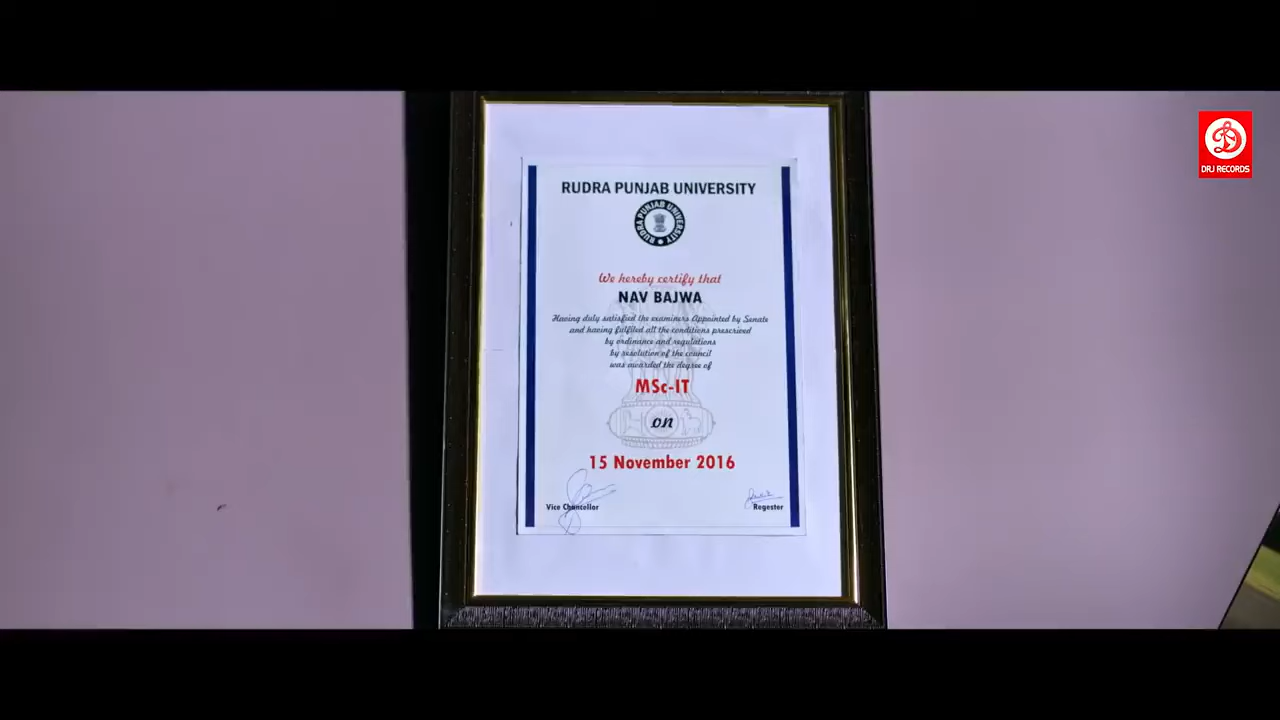 RUDRA PUNJAB UNIVERSITY
RUDRA PUNJAB UNIVERSITY
We hereby certify that
NAV BAJWA
Having duly satisfied the examiners Appointed by Senate
and having fulfiled all the conditions prescrived
by ordinance and regulations
by resolution of the council
was awarded the degree of
MSc-IT
on
15 November 2016
Vice Chancellor
Regester
DRJ RECORDS